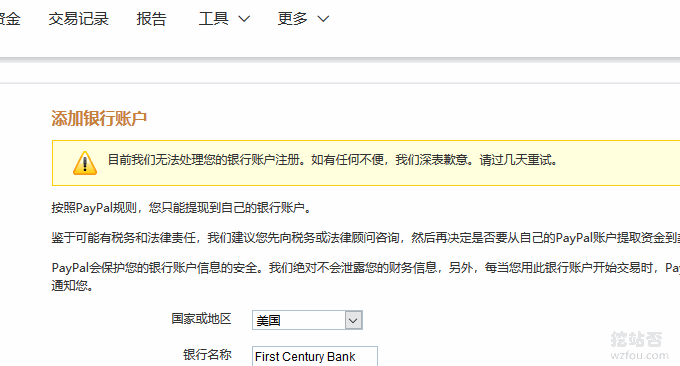 资金 交易记录 报告 工具 更多
添加银行账户
目前我们无法处理您的银行账户注册。如有任何不便，我们深表歉意。请过几天重试。
按照PayPal规则，您只能提现到自己的银行账户。
鉴于可能有税务和法律责任，我们建议您先向税务或法律顾问咨询，然后再决定是否要从自己的PayPal账户提取资金到
PayPal会保护您的银行账户信息的安全。我们绝对不会泄露您的财务信息，另外，每当您用此银行账户开始交易时，Pay
通知您。
国家或地区 美国
银行名称 First Century Bank
挖站否
wzfou.com